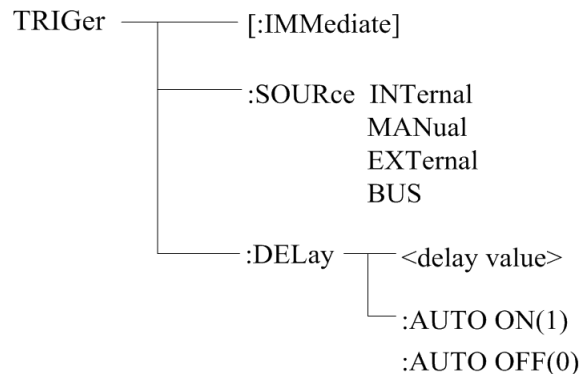 TRIGer [:IMMediate]
:SOURce INTernal
MANual
EXTernal
BUS
:DELay <delay value>
:AUTO ON(1)
:AUTO OFF(0)